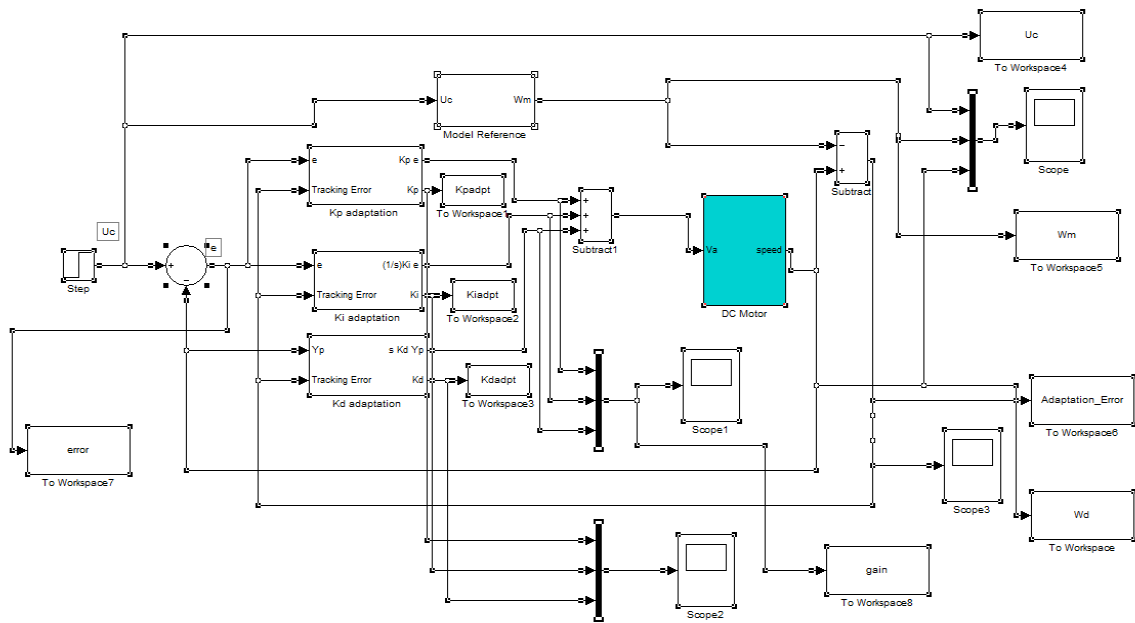 Uc
To Workspace4
Uc
Wm
Model Reference
Scope
e
Kp e
Tracking Error
Kp
Kp adaptation
Kpadpt
To Workspace1
+
+
+
Subtract1
−
+
Subtract
Va
speed
DC Motor
Wm
To Workspace5
Uc
Step
+
−
e
e
(1/s)Ki e
Tracking Error
Ki
Ki adaptation
Kiadpt
To Workspace2
Yp
s Kd Yp
Tracking Error
Kd
Kd adaptation
Kdadpt
To Workspace3
Scope1
Adaptation_Error
To Workspace6
error
To Workspace7
Scope3
Wd
To Workspace
Scope2
gain
To Workspace8